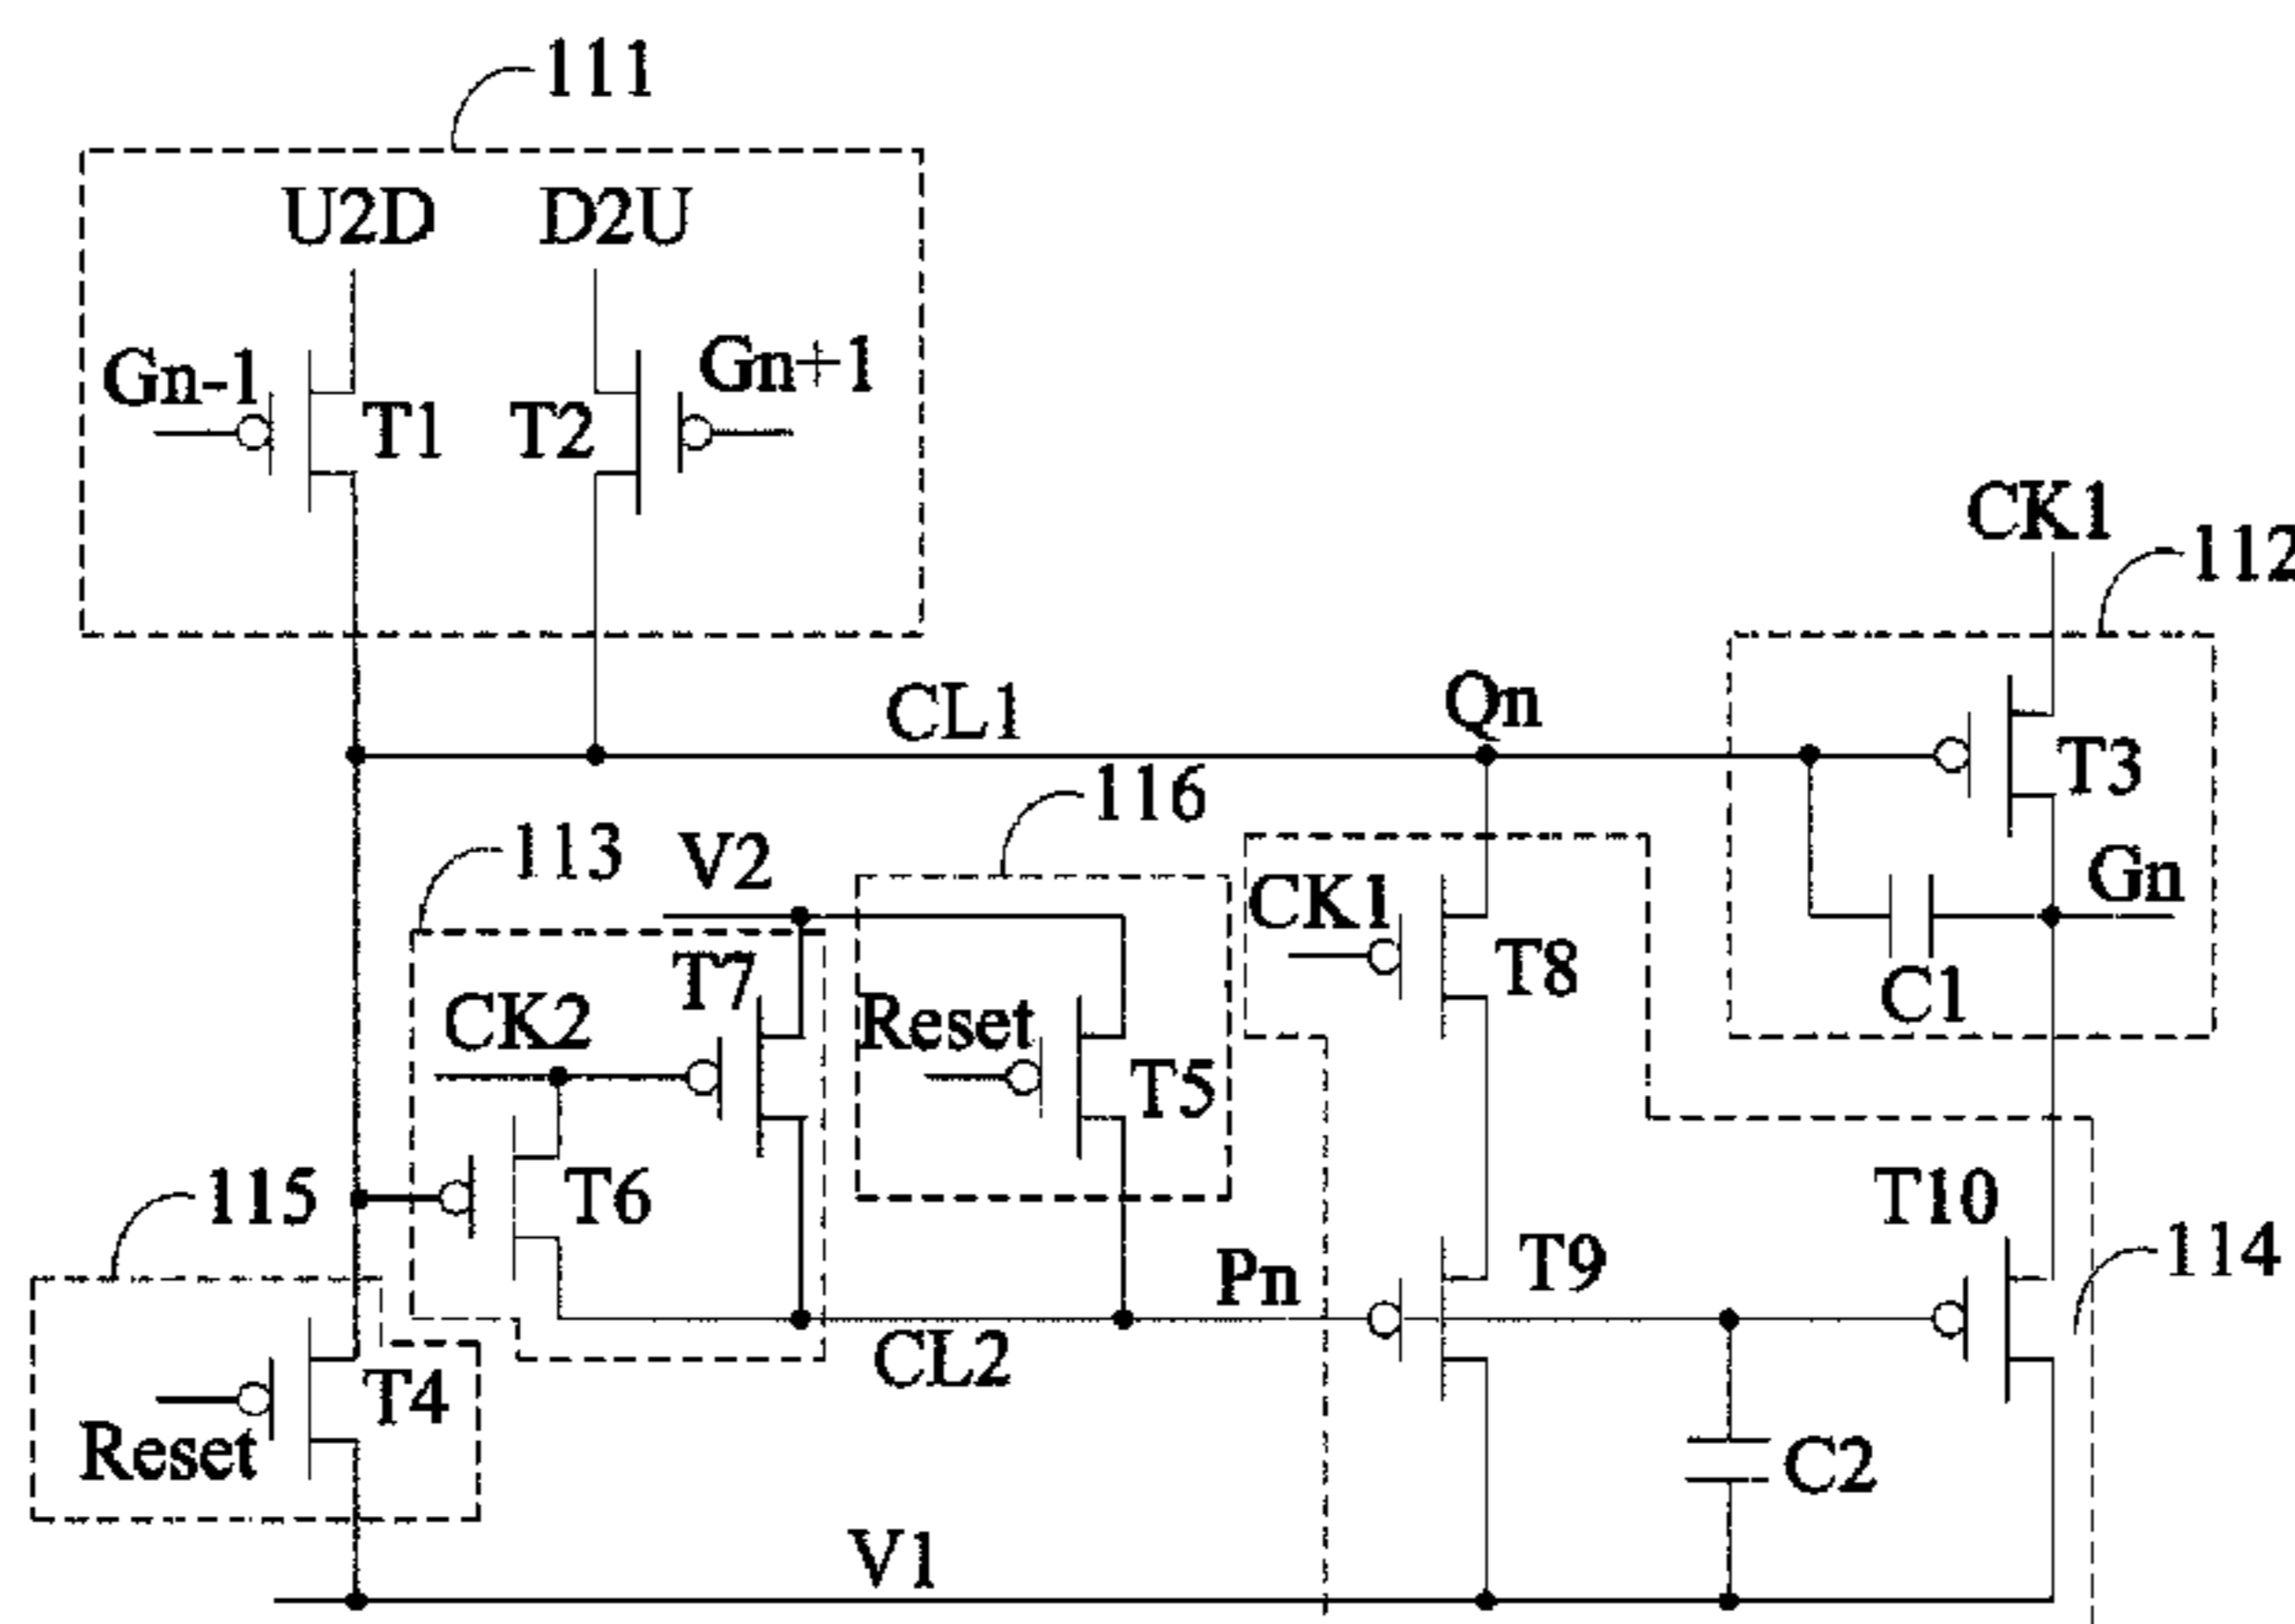 111
U2D D2U
Gn-1 T1 T2 Gn+1
CK1
112
CL1 Qn
T3
116
113 V2
Gn
CK1
T7 T8
CK2 Reset C1
T5
115 T6 T10
Pn T9 114
CL2
T4
Reset C2
V1